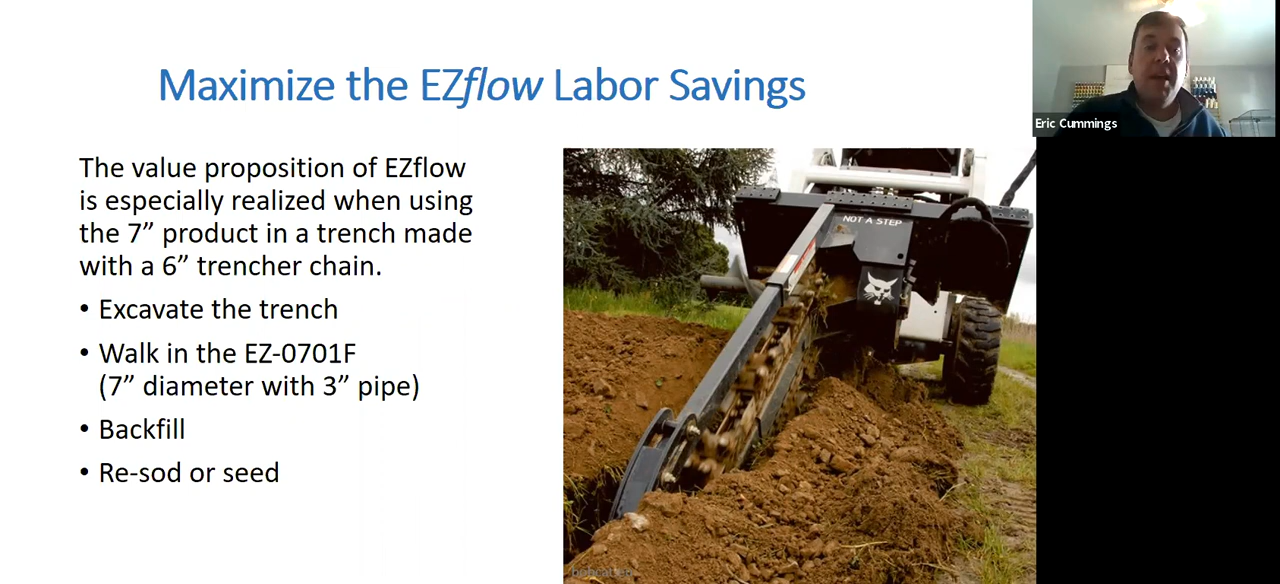 Maximize the EZflow Labor Savings
Eric Cummings
The value proposition of EZflow
is especially realized when using
the 7” product in a trench made
with a 6” trencher chain.
• Excavate the trench
• Walk in the EZ-0701F
(7” diameter with 3” pipe)
• Backfill
• Re-sod or seed
NOT A STEP